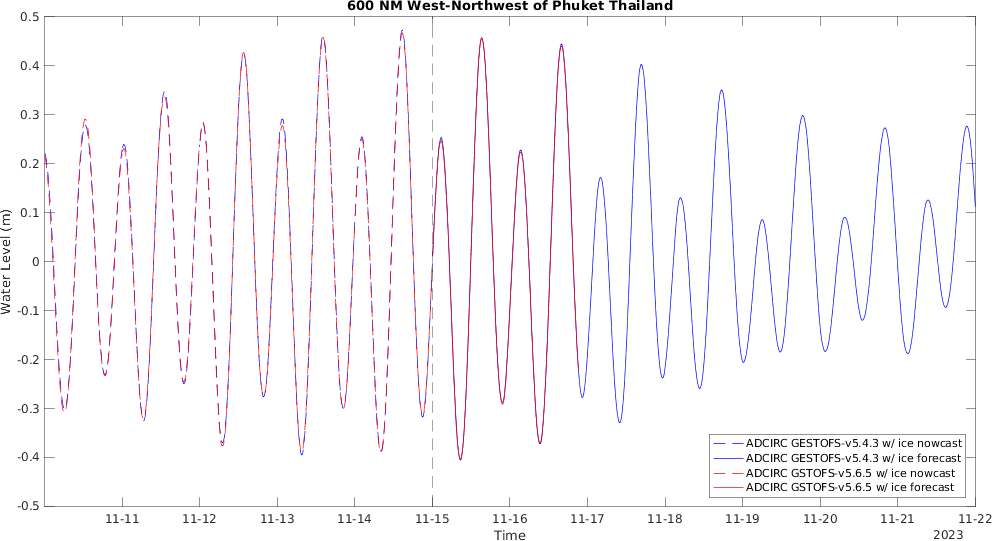 600 NM West-Northwest of Phuket Thailand
0.5
0.4
0.3
0.2
0.1
0
-0.1
-0.2
-0.3
-0.4
-0.5
Water Level (m)
ADCIRC GESTOFS-v5.4.3 w/ ice nowcast
ADCIRC GESTOFS-v5.4.3 w/ ice forecast
ADCIRC GSTOFS-v5.6.5 w/ ice nowcast
ADCIRC GSTOFS-v5.6.5 w/ ice forecast
11-11 11-12 11-13 11-14 11-15 11-16 11-17 11-18 11-19 11-20 11-21 11-22
Time
2023